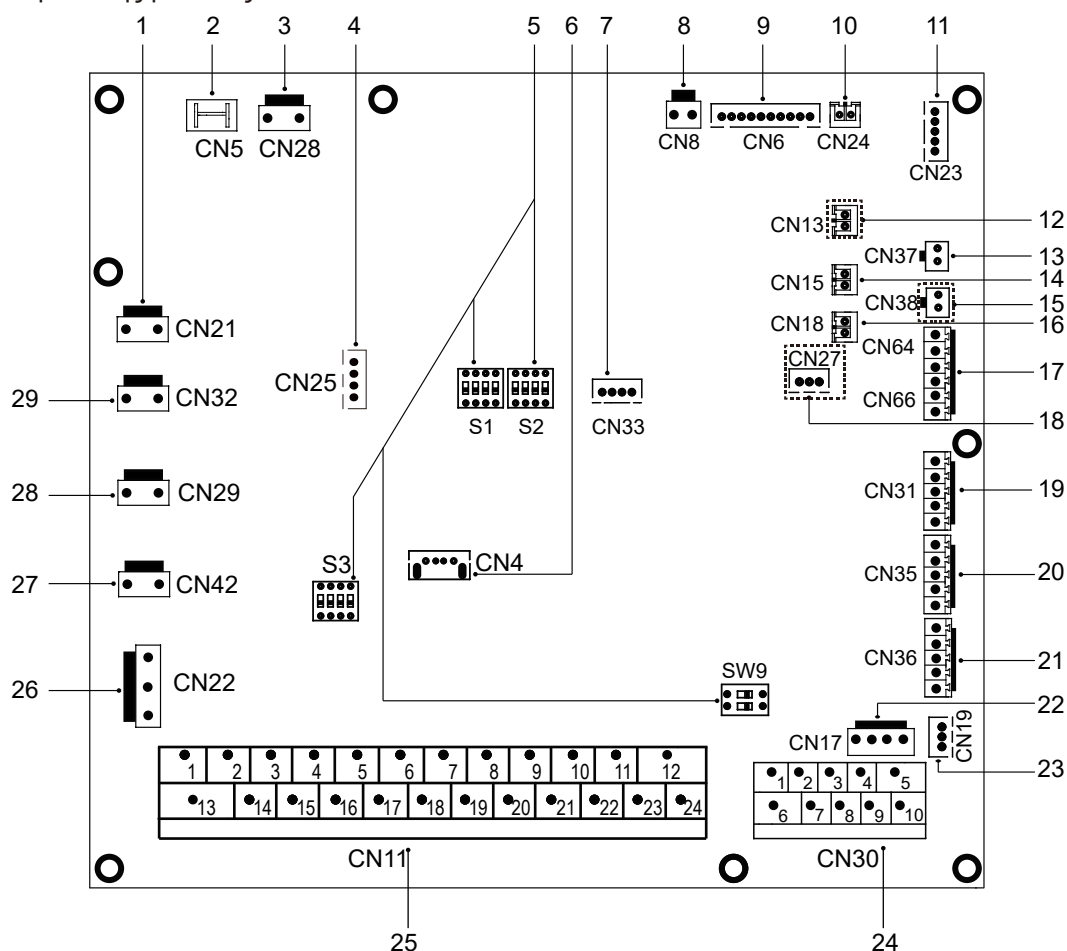 1 2 3 4 5 6 7 8 9 10 11
CN5 CN28 CN8 CN6 CN24
CN23
CN13 12
CN37 13
CN15 14
CN38 15
CN18 16
CN21 CN64
CN27
CN25 17
29 CN32 CN66
S1 S2 CN33 18
28 CN29 CN31 19
S3 CN4
27 CN42 CN35 20
CN36 21
SW9
26 CN22
22
CN17 CN19
23
1 2 3 4 5 6 7 8 9 10 11 12
1 2 3 4 5
13 14 15 16 17 18 19 20 21 22 23 24
6 7 8 9 10
CN11 CN30
25 24